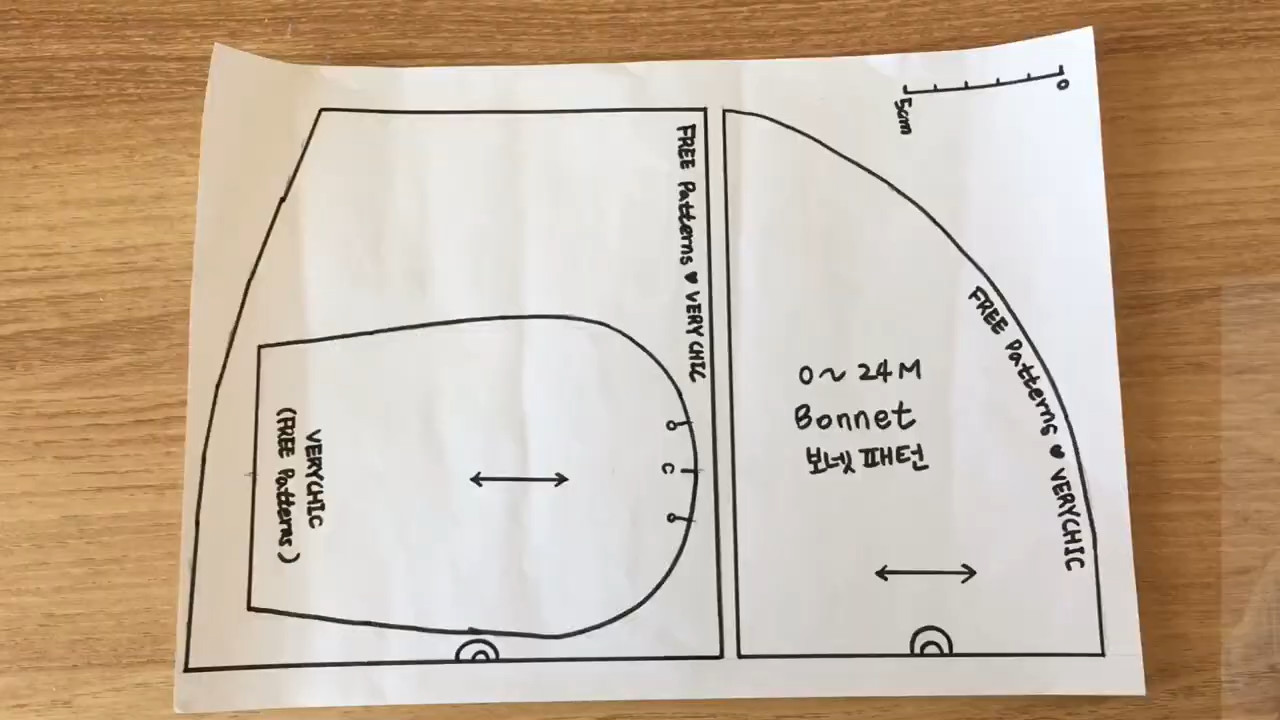 FREE Patterns ♥ VERYCHIC
VERYCHIC
(FREE Patterns)
C
0
5cm
FREE Patterns ♥ VERYCHIC
0~24M
Bonnet
보넷 패턴